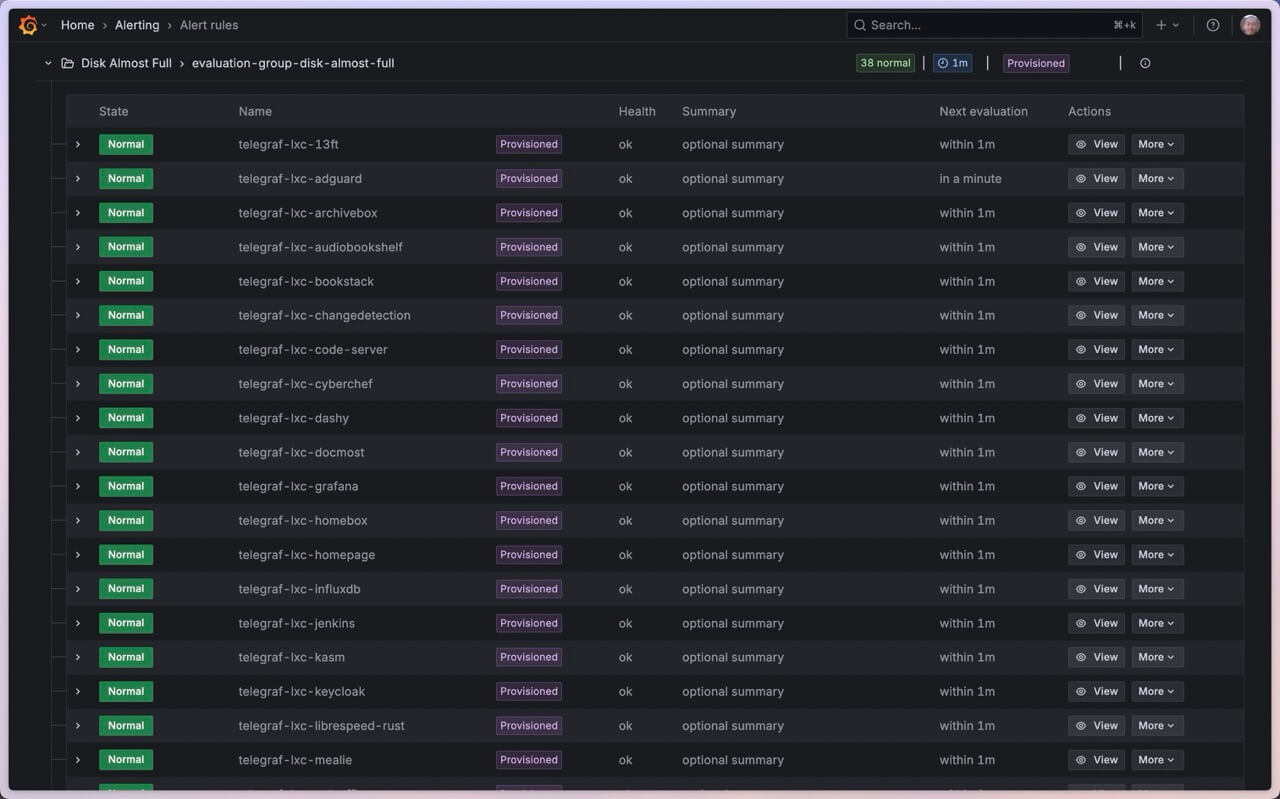 Home > Alerting > Alert rules Search... ⌘+k
Disk Almost Full > evaluation-group-disk-almost-full 38 normal | 1m | Provisioned |
State Name Health Summary Next evaluation Actions
Normal telegraf-lxc-13ft Provisioned ok optional summary within 1m View More
Normal telegraf-lxc-adguard Provisioned ok optional summary in a minute View More
Normal telegraf-lxc-archivebox Provisioned ok optional summary within 1m View More
Normal telegraf-lxc-audiobookshelf Provisioned ok optional summary within 1m View More
Normal telegraf-lxc-bookstack Provisioned ok optional summary within 1m View More
Normal telegraf-lxc-changedetection Provisioned ok optional summary within 1m View More
Normal telegraf-lxc-code-server Provisioned ok optional summary within 1m View More
Normal telegraf-lxc-cyberchef Provisioned ok optional summary within 1m View More
Normal telegraf-lxc-dashy Provisioned ok optional summary within 1m View More
Normal telegraf-lxc-docmost Provisioned ok optional summary within 1m View More
Normal telegraf-lxc-grafana Provisioned ok optional summary within 1m View More
Normal telegraf-lxc-homebox Provisioned ok optional summary within 1m View More
Normal telegraf-lxc-homepage Provisioned ok optional summary within 1m View More
Normal telegraf-lxc-influxdb Provisioned ok optional summary within 1m View More
Normal telegraf-lxc-jenkins Provisioned ok optional summary within 1m View More
Normal telegraf-lxc-kasm Provisioned ok optional summary within 1m View More
Normal telegraf-lxc-keycloak Provisioned ok optional summary within 1m View More
Normal telegraf-lxc-librespeed-rust Provisioned ok optional summary within 1m View More
Normal telegraf-lxc-mealie Provisioned ok optional summary within 1m View More